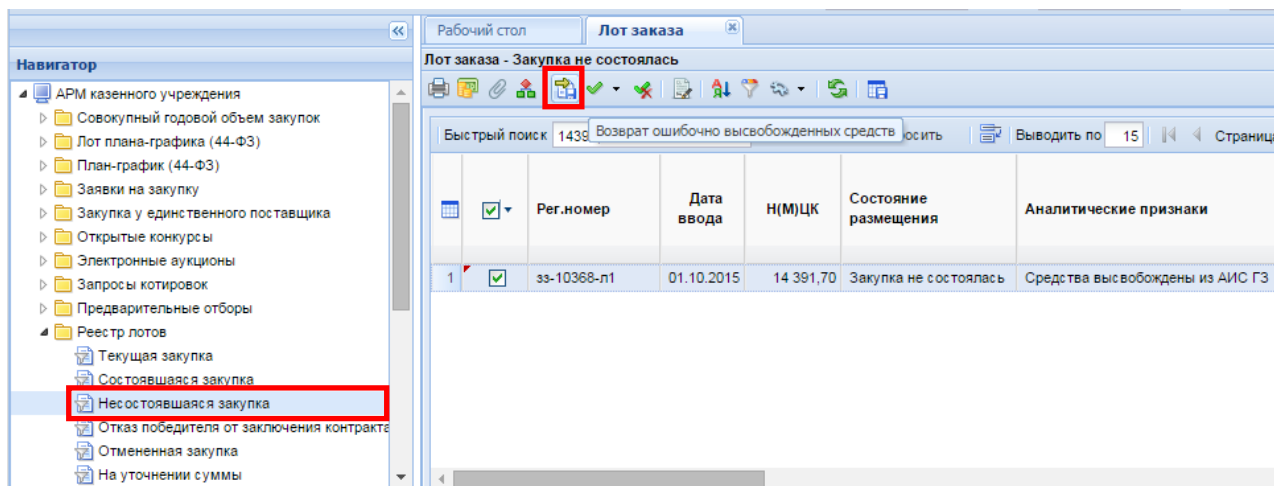 Рабочий стол
Лот заказа
Навигатор
Лот заказа - Закупка не состоялась
АРМ казенного учреждения
Совокупный годовой объем закупок
Лот плана-графика (44-ФЗ)
План-график (44-ФЗ)
Заявки на закупку
Закупка у единственного поставщика
Открытые конкурсы
Электронные аукционы
Запросы котировок
Предварительные отборы
Реестр лотов
Текущая закупка
Состоявшаяся закупка
Несостоявшаяся закупка
Отказ победителя от заключения контракта
Отмененная закупка
На уточнении суммы
Возврат ошибочно высвобожденных средств
Быстрый поиск 1439 осить Выводить по 15 Страница
Рег.номер Дата ввода Н(М)ЦК Состояние размещения Аналитические признаки
1 зз-10368-л1 01.10.2015 14 391,70 Закупка не состоялась Средства высвобождены из АИС ГЗ